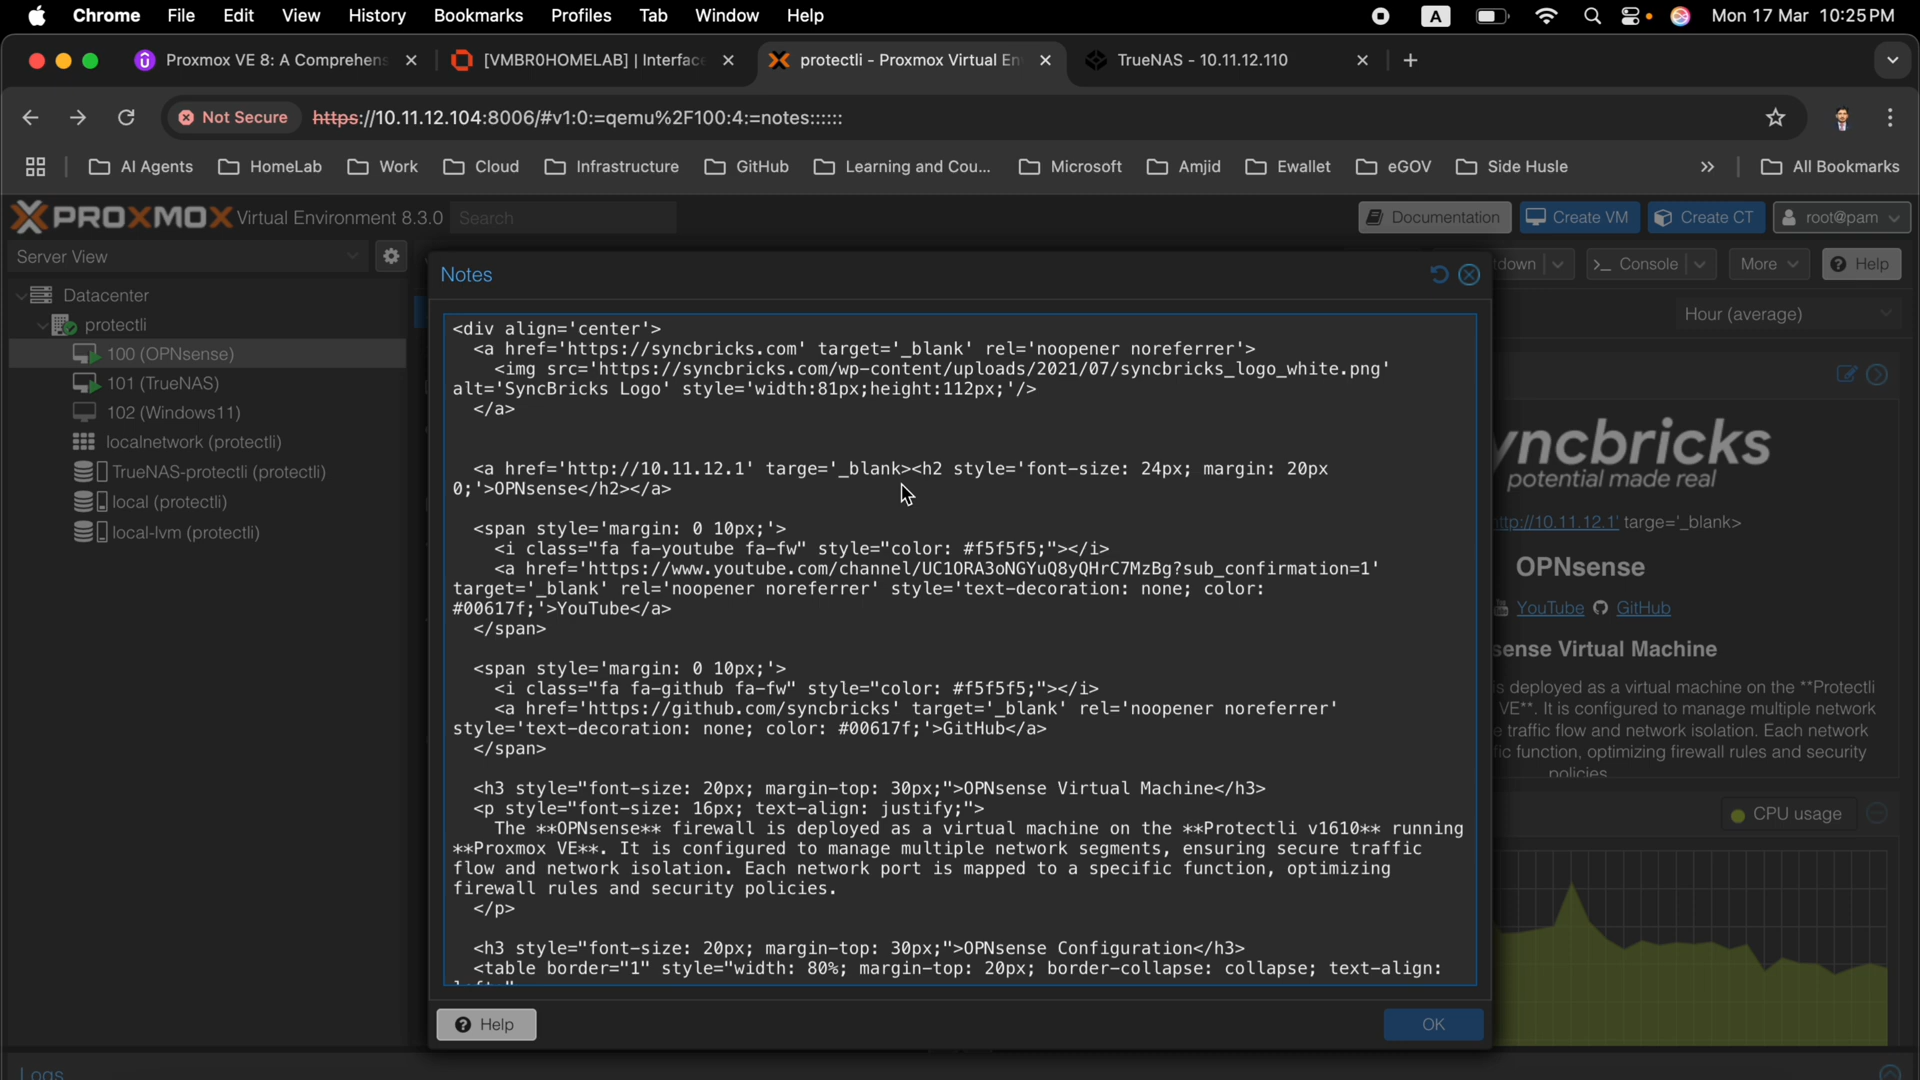 Chrome File Edit View History Bookmarks Profiles Tab Window Help A Mon 17 Mar 10:25 PM
Proxmox VE 8: A Comprehens [VMBR0HOMELAB] | Interface protectli - Proxmox Virtual En TrueNAS - 10.11.12.110
Not Secure https://10.11.12.104:8006/#v1:0:=qemu%2F100:4:=notes::::::
AI Agents HomeLab Work Cloud Infrastructure GitHub Learning and Cou... Microsoft Amjid Ewallet eGOV Side Husle » All Bookmarks
PROXMOX Virtual Environment 8.3.0 Search Documentation Create VM Create CT root@pam
Server View
tdown Console More Help
Datacenter
protectli
100 (OPNsense)
101 (TrueNAS)
102 (Windows11)
localnetwork (protectli)
TrueNAS-protectli (protectli)
local (protectli)
local-lvm (protectli)
Notes
<div align='center'>
<a href='https://syncbricks.com' target='_blank' rel='noopener noreferrer'>
<img src='https://syncbricks.com/wp-content/uploads/2021/07/syncbricks_logo_white.png'
alt='SyncBricks Logo' style='width:81px;height:112px;'/>
</a>
<a href='http://10.11.12.1' targe='_blank><h2 style='font-size: 24px; margin: 20px
0;'>OPNsense</h2></a>
<span style='margin: 0 10px;'>
<i class="fa fa-youtube fa-fw" style="color: #f5f5f5;"></i>
<a href='https://www.youtube.com/channel/UC1ORA3oNGYuQ8yQHrC7MzBg?sub_confirmation=1'
target='_blank' rel='noopener noreferrer' style='text-decoration: none; color:
#00617f;'>YouTube</a>
</span>
<span style='margin: 0 10px;'>
<i class="fa fa-github fa-fw" style="color: #f5f5f5;"></i>
<a href='https://github.com/syncbricks' target='_blank' rel='noopener noreferrer'
style='text-decoration: none; color: #00617f;'>GitHub</a>
</span>
<h3 style="font-size: 20px; margin-top: 30px;">OPNsense Virtual Machine</h3>
<p style="font-size: 16px; text-align: justify;">
The **OPNsense** firewall is deployed as a virtual machine on the **Protectli v1610** running
**Proxmox VE**. It is configured to manage multiple network segments, ensuring secure traffic
flow and network isolation. Each network port is mapped to a specific function, optimizing
firewall rules and security policies.
</p>
<h3 style="font-size: 20px; margin-top: 30px;">OPNsense Configuration</h3>
<table border="1" style="width: 80%; margin-top: 20px; border-collapse: collapse; text-align:
Help OK
Hour (average)
yncbricks
potential made real
ttp://10.11.12.1' targe='_blank>
OPNsense
YouTube GitHub
sense Virtual Machine
is deployed as a virtual machine on the **Protectli
VE**. It is configured to manage multiple network
e traffic flow and network isolation. Each network
fic function, optimizing firewall rules and security
policies
CPU usage
Logs